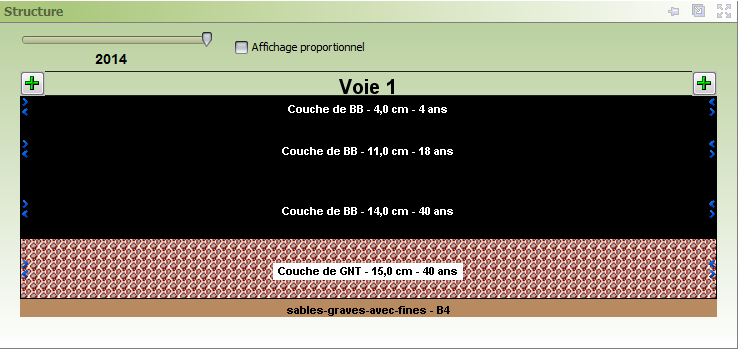 Structure
2014
Affichage proportionnel
Voie 1
Couche de BB - 4,0 cm - 4 ans
Couche de BB - 11,0 cm - 18 ans
Couche de BB - 14,0 cm - 40 ans
Couche de GNT - 15,0 cm - 40 ans
sables-graves-avec-fines - B4